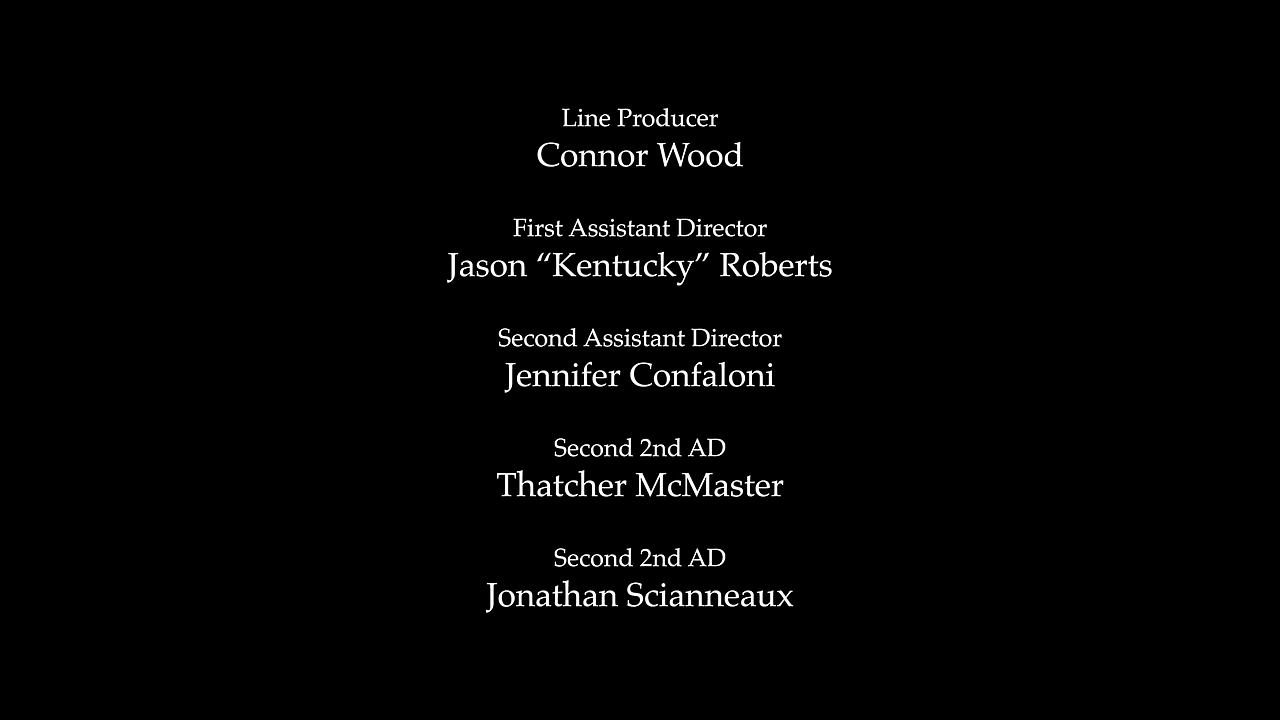 Line Producer
Connor Wood
First Assistant Director
Jason “Kentucky” Roberts
Second Assistant Director
Jennifer Confaloni
Second 2nd AD
Thatcher McMaster
Second 2nd AD
Jonathan Scianneaux